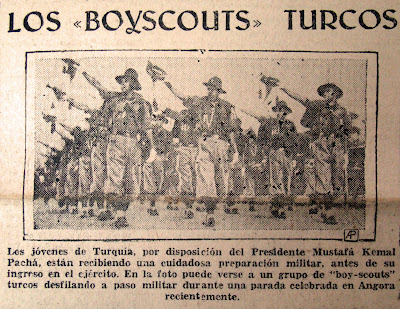 LOS «BOYSCOUTS» TURCOS
AP
Los jóvenes de Turquía, por disposición del Presidente Mustafá Kemal
Pachá, están recibiendo una cuidadosa preparación militar, antes de su
ingreso en el ejército. En la foto puede verse a un grupo de "boy-scouts"
turcos desfilando a paso militar durante una parada celebrada en Angora
recientemente.